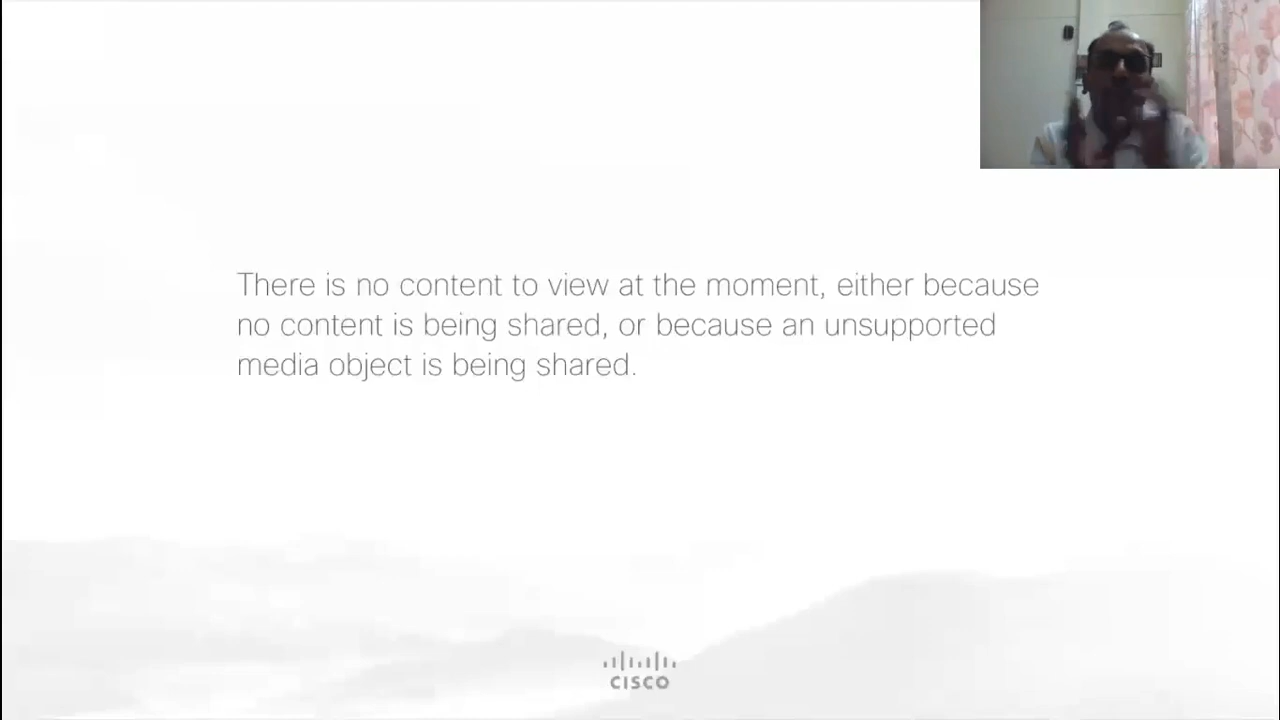 There is no content to view at the moment, either because
no content is being shared, or because an unsupported
media object is being shared.
CISCO